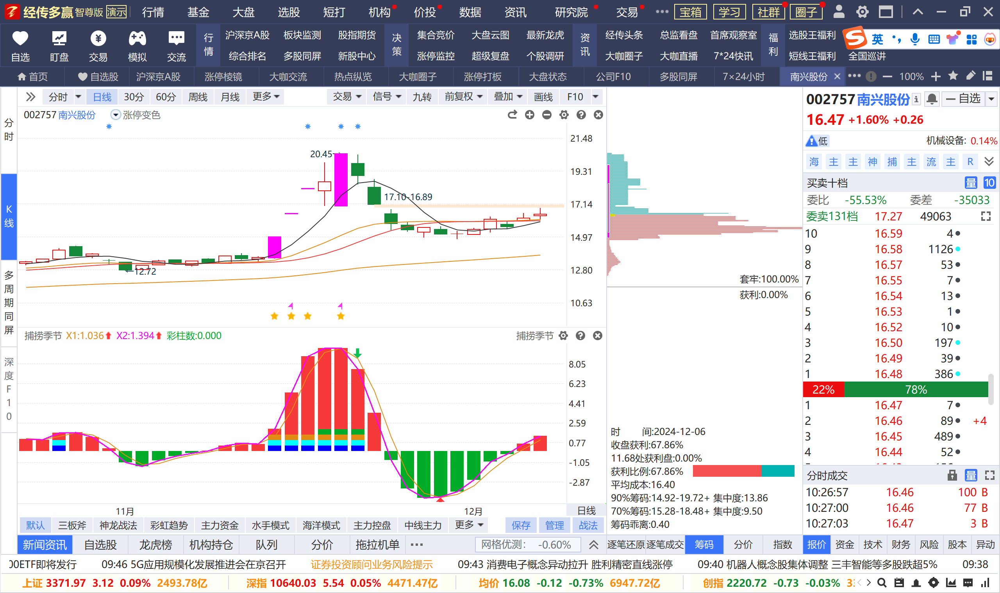 经传多赢 智尊版 演示 行情 基金 大盘 选股 短打 机构 价投 数据 资讯 研究院 交易 宝箱 学习 社群 圈子
自选 盯盘 交易 模拟 交流
行情 沪深京A股 板块监测 股指期货 决策 集合竞价 大盘云图 最新龙虎 资讯 经传头条 总监看盘 首席观察室 福利 选股王福利 英
综合排名 多股同屏 新股中心 涨停监控 超级复盘 个股调研 大咖圈子 大咖直播 7*24快讯 短线王福利 全国巡讲
首页 自选股 沪深京A股 涨停棱镜 大咖交流 热点纵览 大咖圈子 涨停打板 大盘状态 公司F10 多股同屏 7×24小时 南兴股份 100%
分时
K线
多周期同屏
深度F10
分时 日线 30分 60分 周线 月线 更多 交易 信号 九转 前复权 叠加 画线 F10
002757 南兴股份 涨停变色
21.48
20.45
19.31
17.10-16.89
17.14
14.97
12.80
←12.72
10.63
捕捞季节 X1:1.036 X2:1.394 彩柱数:0.000 捕捞季节
8.05
6.23
4.41
2.59
0.77
-1.05
-2.87
11月 12月 日线
默认 三板斧 神龙战法 彩虹趋势 主力资金 水手模式 海洋模式 主力控盘 中线主力 更多 保存 管理 战法
新闻资讯 自选股 龙虎榜 机构持仓 队列 分价 拖拉机单 网格优测： -0.60%
套牢:100.00%
获利:0.00%
时 间:2024-12-06
收盘获利:67.86%
11.68处获利盘:0.00%
获利比例:67.86%
平均成本:16.40
90%筹码:14.92-19.72+ 集中度:13.86
70%筹码:15.28-18.48+ 集中度:9.50
筹码乖离:0.40
逐笔还原 逐笔成交 筹码 分价 指数
002757 南兴股份 自选
16.47 +1.60% +0.26
低 机械设备: 0.14%
海 主 主 神 捕 主 流 主 R
买卖十档 量 10
委比 -55.53% 委差 -35033
委卖131档 17.27 49063
10 16.59 4
9 16.58 1126
8 16.57 53
7 16.55 7
6 16.54 13
5 16.53 1
4 16.52 10
3 16.50 197
2 16.49 39
1 16.48 386
22% 78%
1 16.47 7
2 16.46 89 +4
3 16.45 489
4 16.44 52
分时成交 量
10:26:57 16.46 100 B
10:27:00 16.46 77 B
10:27:03 16.47 3 B
报价 资金 技术 财务 风险 股本 异动
00ETF即将发行 09:46 5G应用规模化发展推进会在京召开 证券投资顾问业务风险提示 09:43 消费电子概念异动拉升 胜利精密直线涨停 09:40 机器人概念股集体调整 三丰智能等多股跌超5% 09:38
上证 3371.97 3.12 0.09% 2493.78亿 深指 10640.03 5.54 0.05% 4471.47亿 均价 16.08 -0.12 -0.73% 6947.72亿 创指 2220.72 -0.73 -0.03%